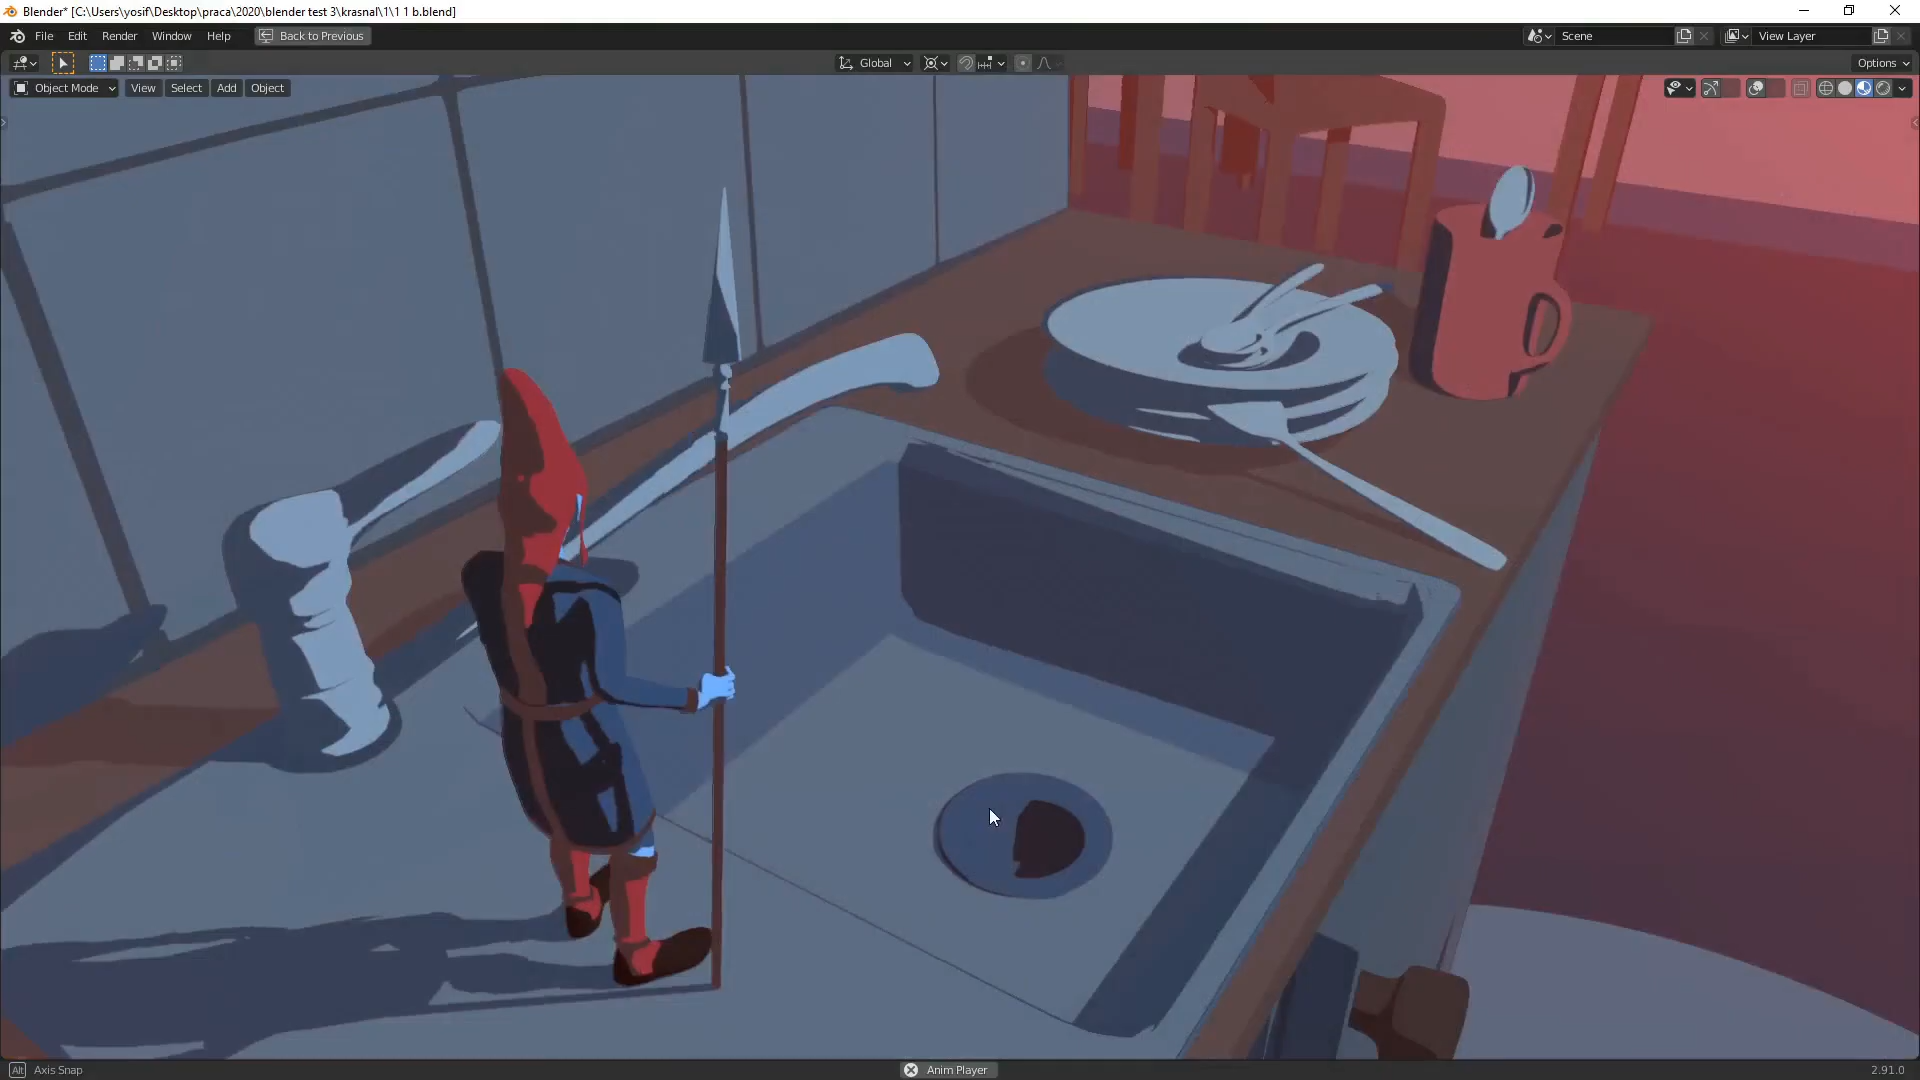 Blender* [C:\Users\yosif\Desktop\praca\2020\blender test 3\krasnal\1\1 1 b.blend]
File Edit Render Window Help Back to Previous Scene View Layer
Global Options
Object Mode View Select Add Object
Alt Axis Snap Anim Player 2.91.0